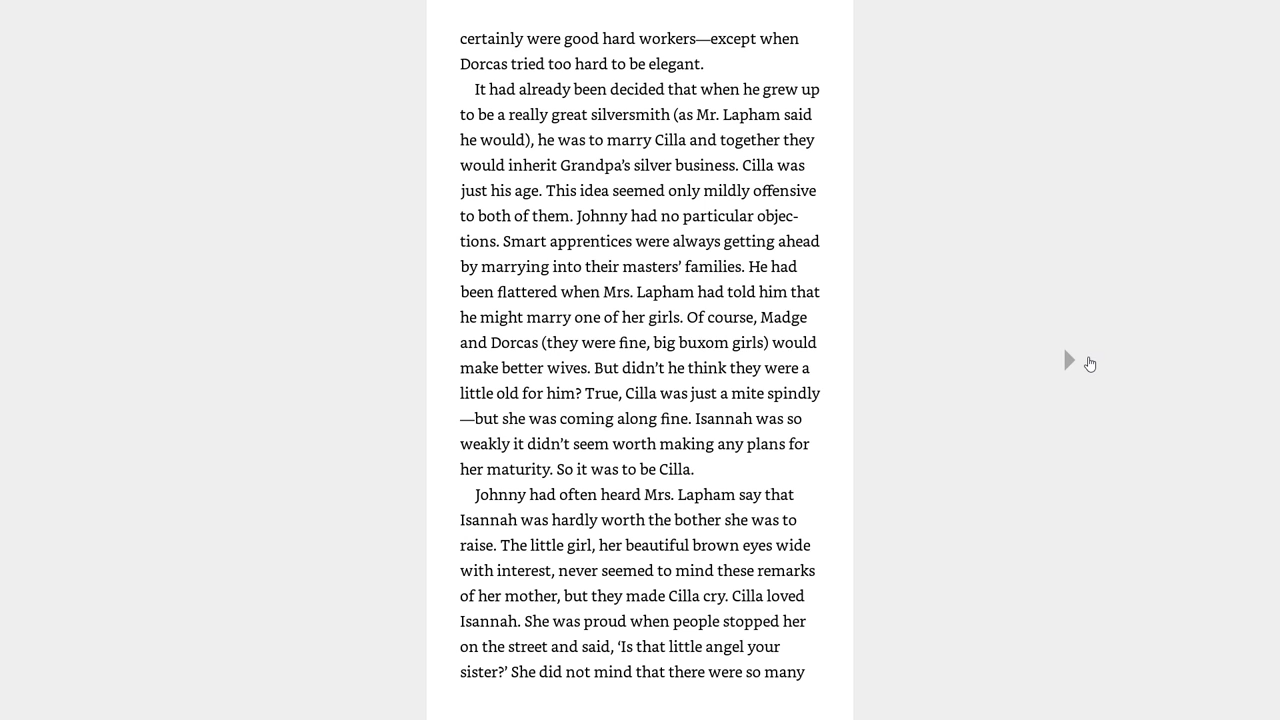 certainly were good hard workers—except when
Dorcas tried too hard to be elegant.
It had already been decided that when he grew up
to be a really great silversmith (as Mr. Lapham said
he would), he was to marry Cilla and together they
would inherit Grandpa’s silver business. Cilla was
just his age. This idea seemed only mildly offensive
to both of them. Johnny had no particular objec-
tions. Smart apprentices were always getting ahead
by marrying into their masters’ families. He had
been flattered when Mrs. Lapham had told him that
he might marry one of her girls. Of course, Madge
and Dorcas (they were fine, big buxom girls) would
make better wives. But didn’t he think they were a
little old for him? True, Cilla was just a mite spindly
—but she was coming along fine. Isannah was so
weakly it didn’t seem worth making any plans for
her maturity. So it was to be Cilla.
Johnny had often heard Mrs. Lapham say that
Isannah was hardly worth the bother she was to
raise. The little girl, her beautiful brown eyes wide
with interest, never seemed to mind these remarks
of her mother, but they made Cilla cry. Cilla loved
Isannah. She was proud when people stopped her
on the street and said, ‘Is that little angel your
sister?’ She did not mind that there were so many